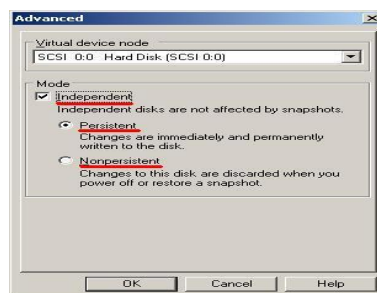 Advanced
Virtual device node
SCSI 0:0 Hard Disk (SCSI 0:0)
Mode
Independent
Independent disks are not affected by snapshots.
Persistent
Changes are immediately and permanently
written to the disk.
Nonpersistent
Changes to this disk are discarded when you
power off or restore a snapshot.
OK Cancel Help